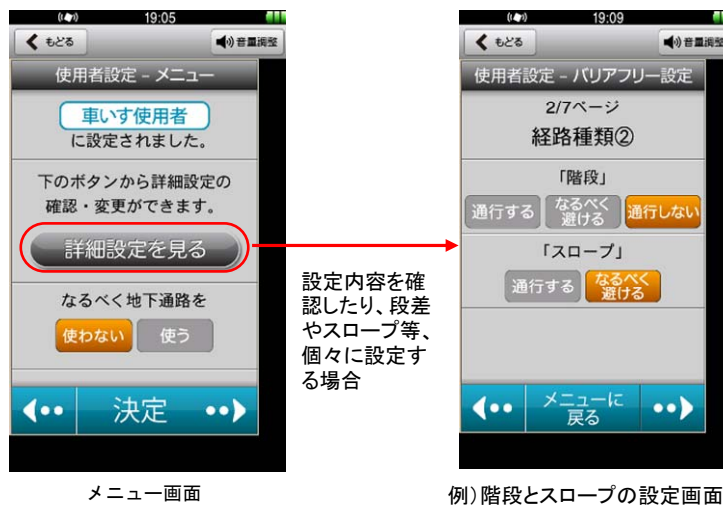 19:05
もどる
音量調整
使用者設定 – メニュー
車いす使用者
に設定されました。
下のボタンから詳細設定の
確認・変更ができます。
詳細設定を見る
なるべく地下通路を
使わない 使う
決定
メニュー画面
設定内容を確
認したり、段差
やスロープ等、
個々に設定す
る場合
19:09
もどる
音量調整
使用者設定 – バリアフリー設定
2/7ページ
経路種類②
「階段」
通行する なるべく
避ける 通行しない
「スロープ」
通行する なるべく
避ける
メニューに
戻る
例）階段とスロープの設定画面